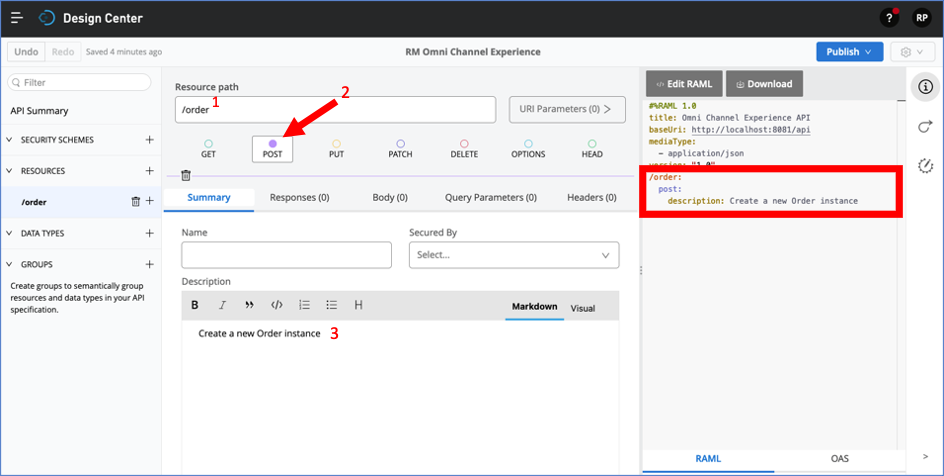 Design Center
?
RP
Undo
Redo
Saved 4 minutes ago
RM Omni Channel Experience
Publish
Filter
API Summary
SECURITY SCHEMES
RESOURCES
/order
DATA TYPES
GROUPS
Create groups to semantically group
resources and data types in your API
specification.
Resource path
/order 1
2
URI Parameters (0) >
GET
POST
PUT
PATCH
DELETE
OPTIONS
HEAD
Summary
Responses (0)
Body (0)
Query Parameters (0)
Headers (0)
Name
Secured By
Select...
Description
B I ” </> H
Markdown
Visual
Create a new Order instance 3
</> Edit RAML
Download
#%RAML 1.0
title: Omni Channel Experience API
baseUri: http://localhost:8081/api
mediaType:
- application/json
version: "1.0"
/order:
post:
description: Create a new Order instance
RAML
OAS
>